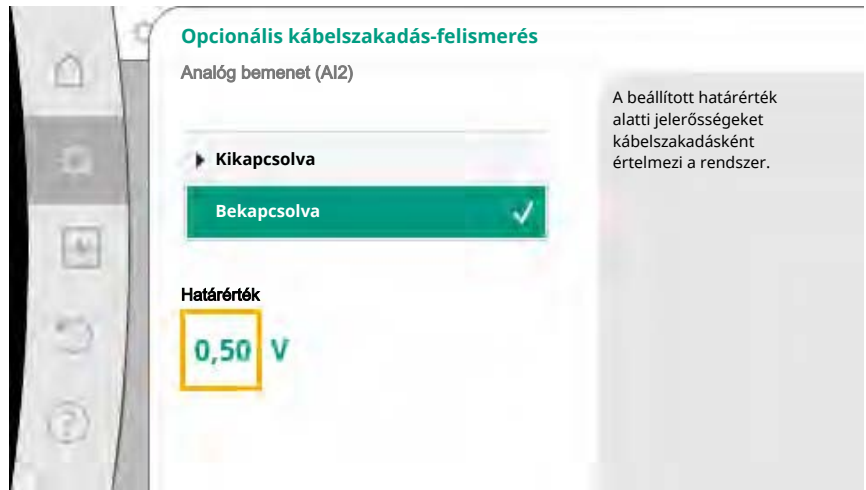 Opcionális kábelszakadás-felismerés
Analóg bemenet (AI2)
A beállított határérték
alatti jelerősségeket
kábelszakadásként
értelmezi a rendszer.
Kikapcsolva
Bekapcsolva
Határérték
0,50 V